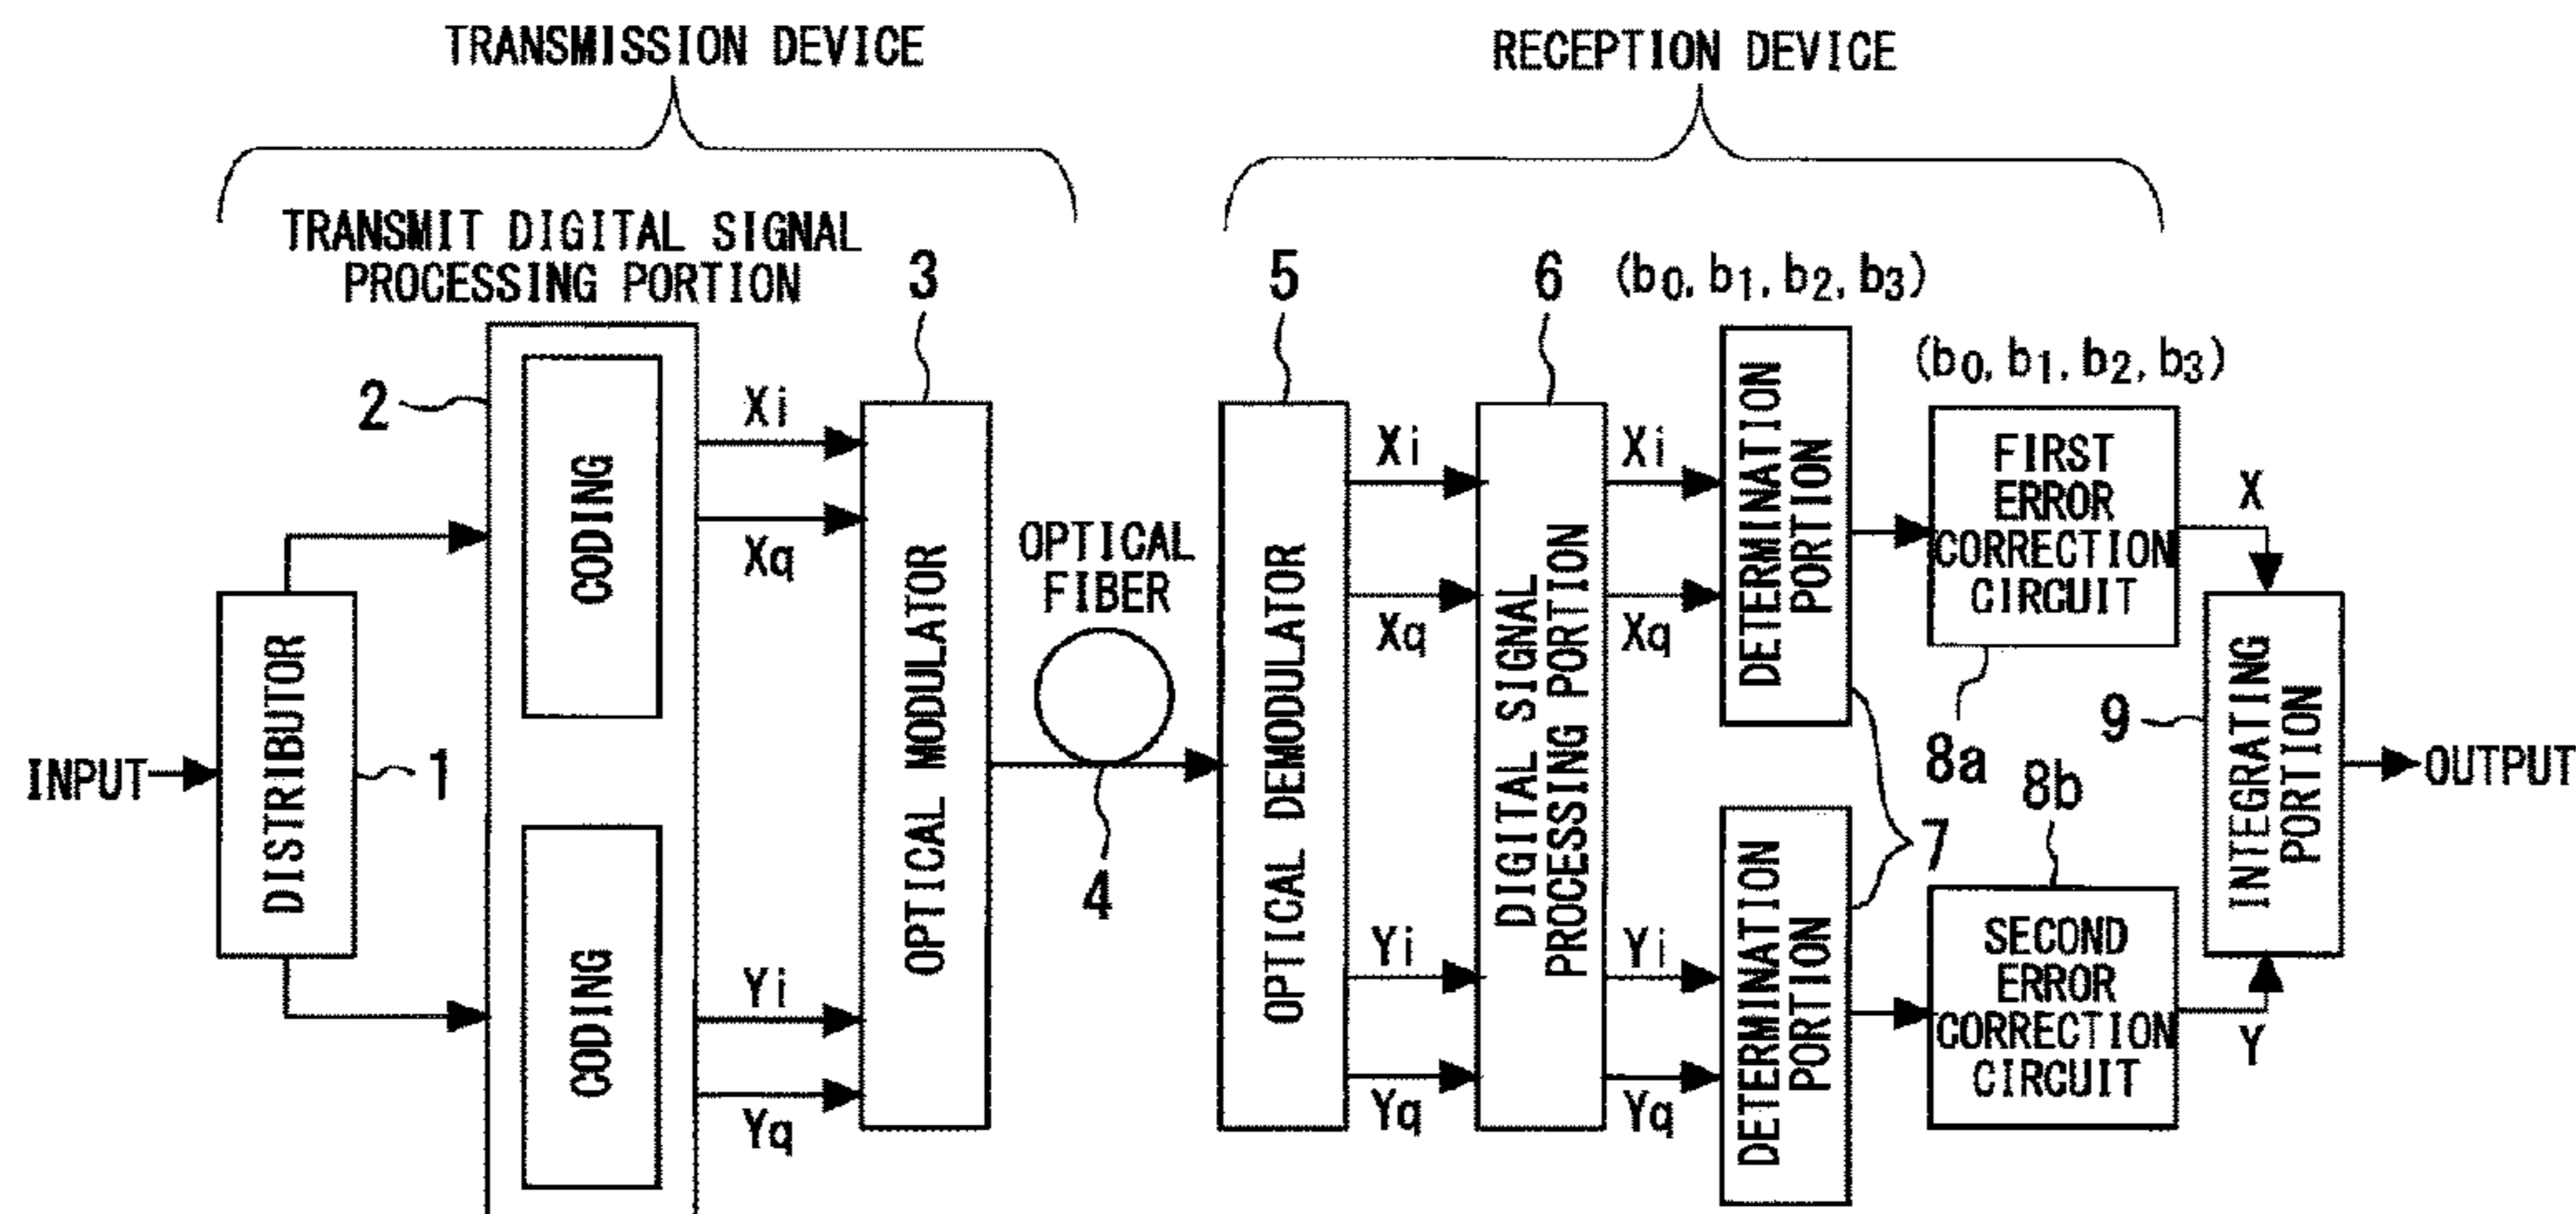 TRANSMISSION DEVICE
RECEPTION DEVICE
TRANSMIT DIGITAL SIGNAL
PROCESSING PORTION
3
5
6
(b0, b1, b2, b3)
(b0, b1, b2, b3)
2
CODING
CODING
Xi
Xq
Yi
Yq
INPUT
DISTRIBUTOR
1
OPTICAL MODULATOR
OPTICAL
FIBER
4
OPTICAL DEMODULATOR
Xi
Xq
Yi
Yq
DIGITAL SIGNAL
PROCESSING PORTION
Xi
Xq
Yi
Yq
DETERMINATION
PORTION
DETERMINATION
PORTION
7
FIRST
ERROR
CORRECTION
CIRCUIT
8a
8b
SECOND
ERROR
CORRECTION
CIRCUIT
X
Y
9
INTEGRATING
PORTION
OUTPUT